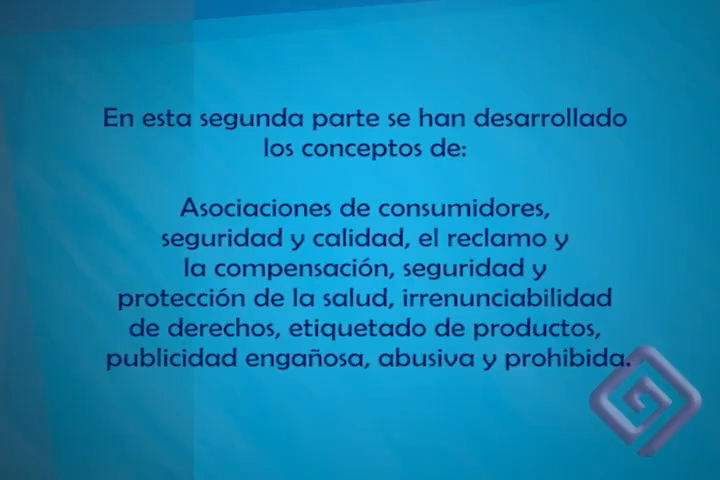 En esta segunda parte se han desarrollado
los conceptos de:
Asociaciones de consumidores,
seguridad y calidad, el reclamo y
la compensación, seguridad y
protección de la salud, irrenunciabilidad
de derechos, etiquetado de productos,
publicidad engañosa, abusiva y prohibida.